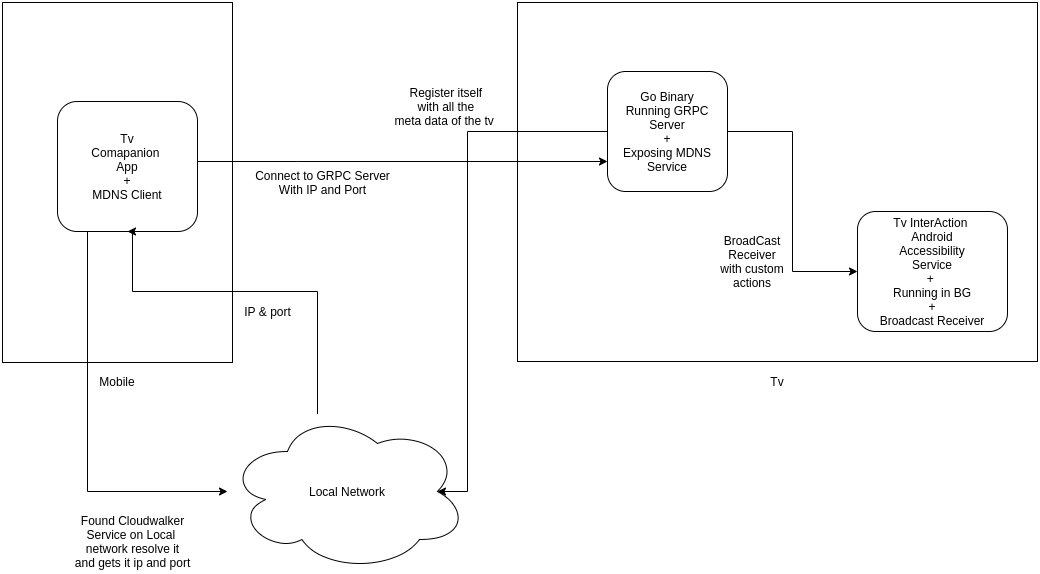 Tv
Comapanion
App
+
MDNS Client
Register itself
with all the
meta data of the tv
Connect to GRPC Server
With IP and Port
Go Binary
Running GRPC
Server
+
Exposing MDNS
Service
BroadCast
Receiver
with custom
actions
Tv InterAction
Android
Accessibility
Service
+
Running in BG
+
Broadcast Receiver
IP & port
Mobile
Tv
Local Network
Found Cloudwalker
Service on Local
network resolve it
and gets it ip and port